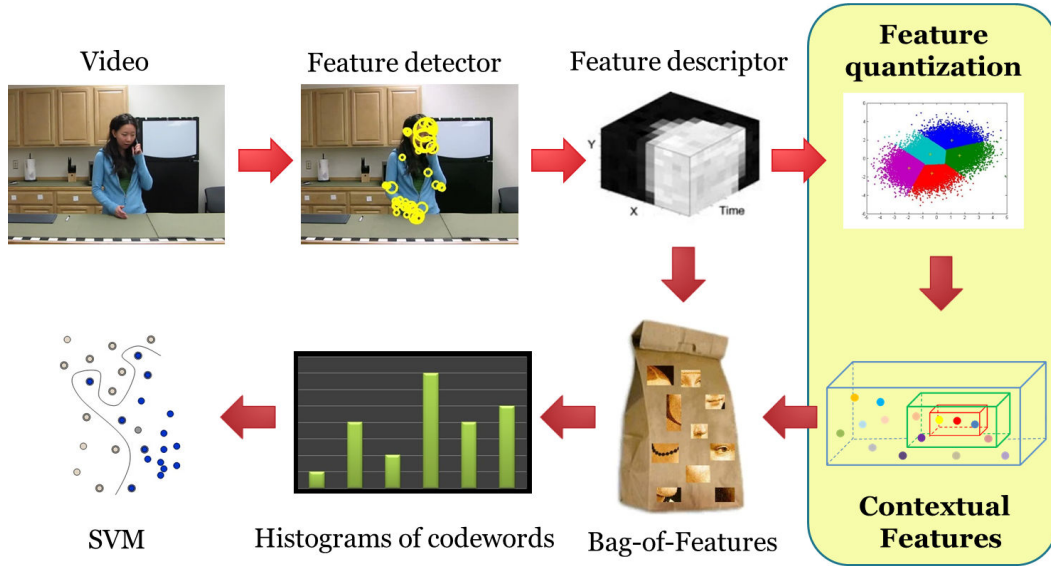 Video
Feature detector
Feature descriptor
Feature
quantization
Y
X
Time
SVM
Histograms of codewords
Bag-of-Features
Contextual
Features